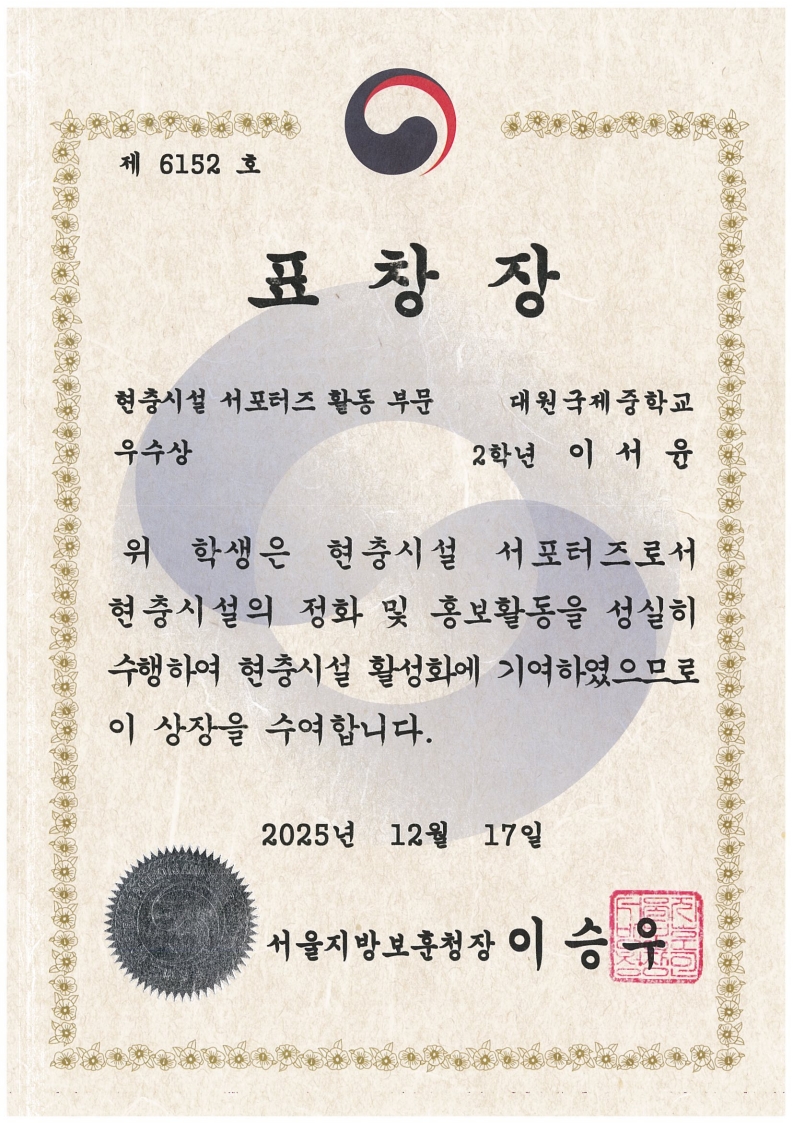 제 6152 호
표 창 장
현충시설 서포터즈 활동 부문 대원국제중학교
우수상 2학년 이 서 윤
위 학생은 현충시설 서포터즈로서
현충시설의 정화 및 홍보활동을 성실히
수행하여 현충시설 활성화에 기여하였으므로
이 상장을 수여합니다.
2025년 12월 17일
서울지방보훈청장 이 승 우